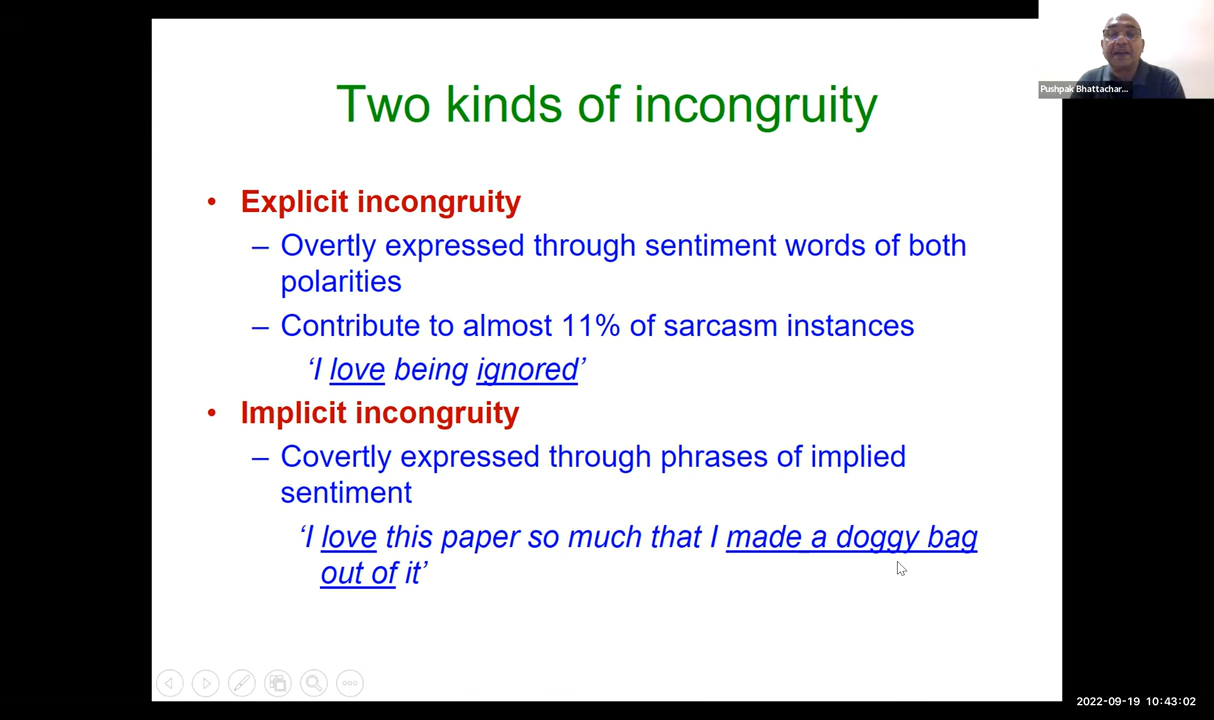 Two kinds of incongruity
Pushpak Bhattachar...
• Explicit incongruity
– Overtly expressed through sentiment words of both
polarities
– Contribute to almost 11% of sarcasm instances
‘I love being ignored’
• Implicit incongruity
– Covertly expressed through phrases of implied
sentiment
‘I love this paper so much that I made a doggy bag
out of it’
2022-09-19 10:43:02